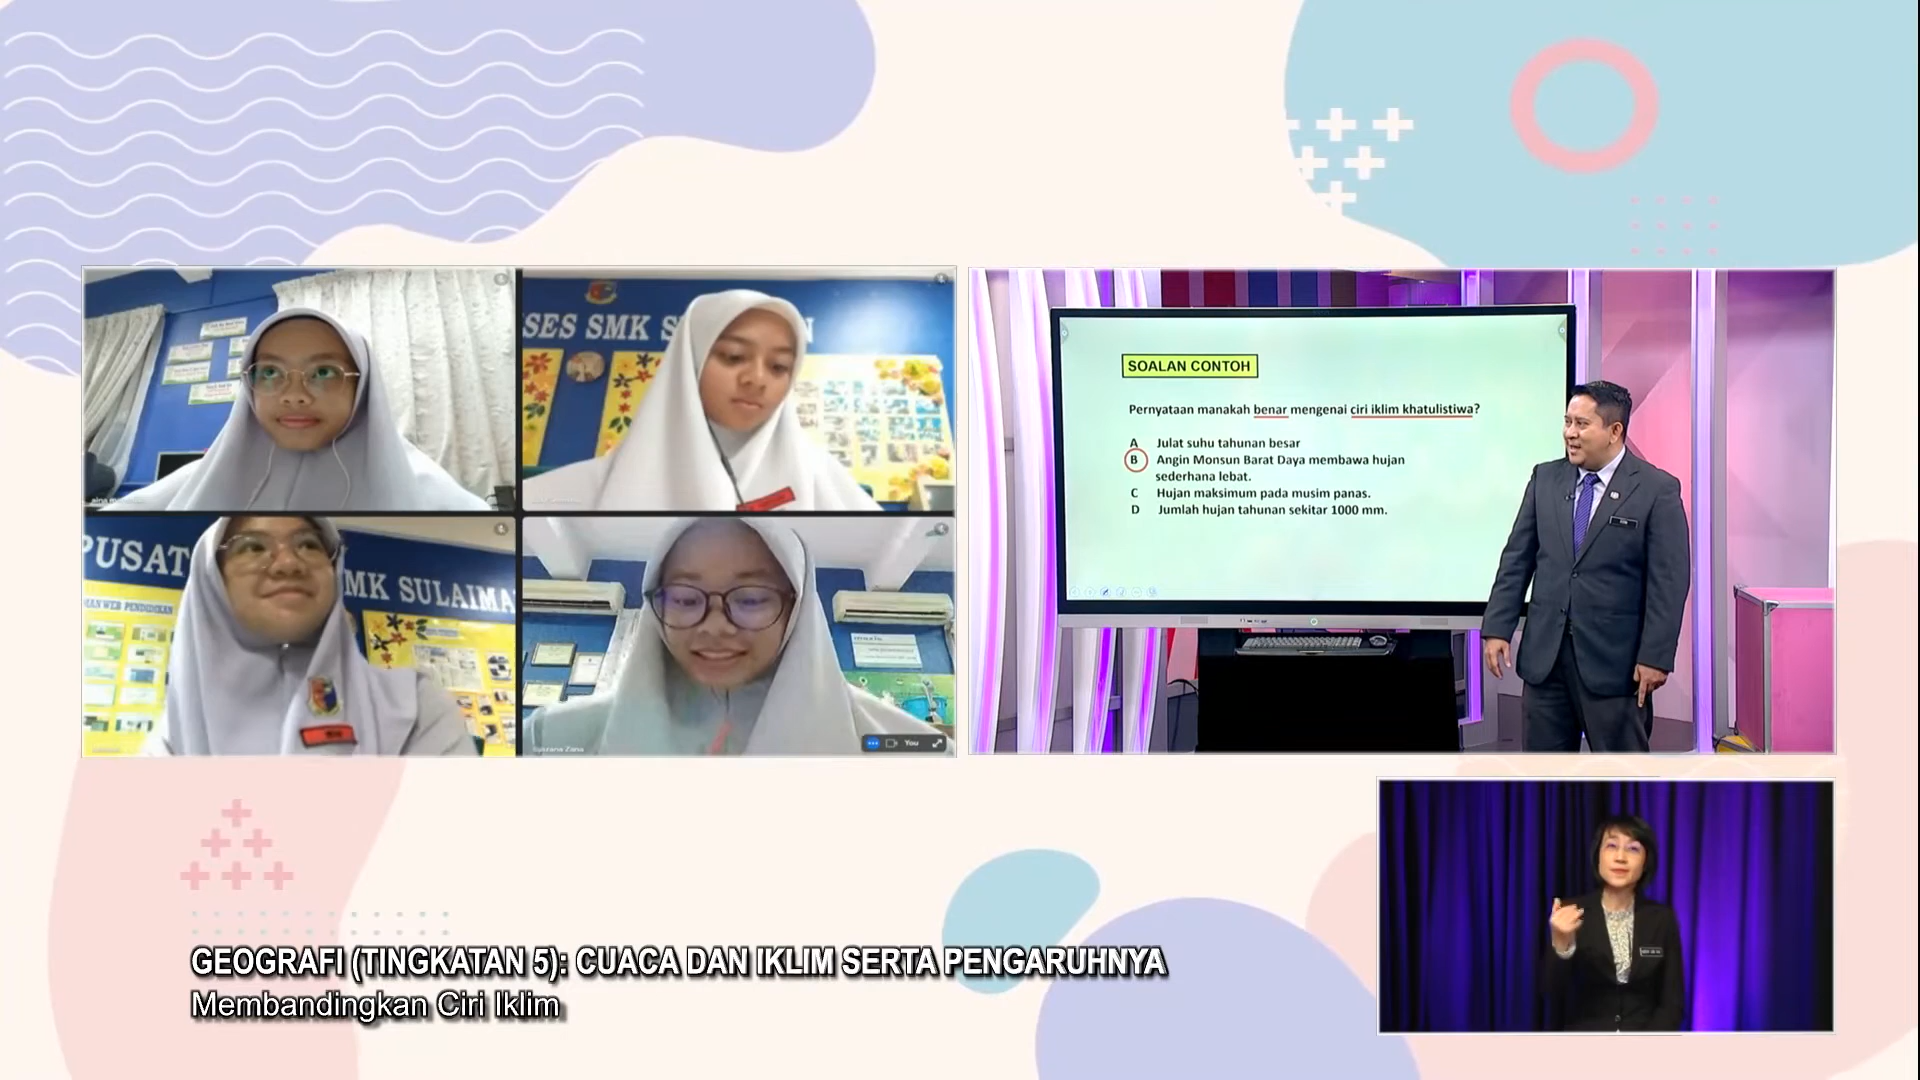 SES SMK S
N
PUSAT
MK SULAIMA
You
SOALAN CONTOH
Pernyataan manakah benar mengenai ciri iklim khatulistiwa?
A Julat suhu tahunan besar
B Angin Monsun Barat Daya membawa hujan
sederhana lebat.
C Hujan maksimum pada musim panas.
D Jumlah hujan tahunan sekitar 1000 mm.
GEOGRAFI (TINGKATAN 5): CUACA DAN IKLIM SERTA PENGARUHNYA
Membandingkan Ciri Iklim